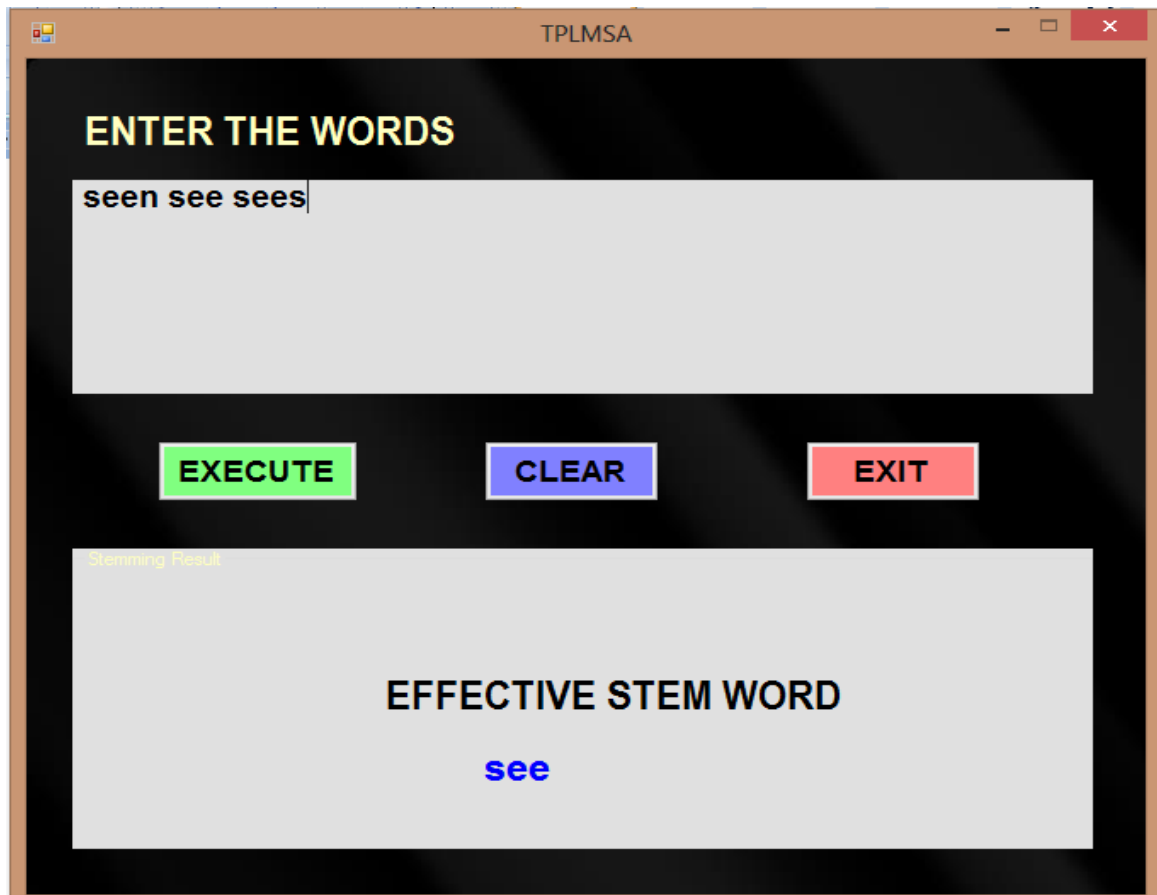 TPLMSA
ENTER THE WORDS
seen see sees
EXECUTE CLEAR EXIT
Stemming Result
EFFECTIVE STEM WORD
see